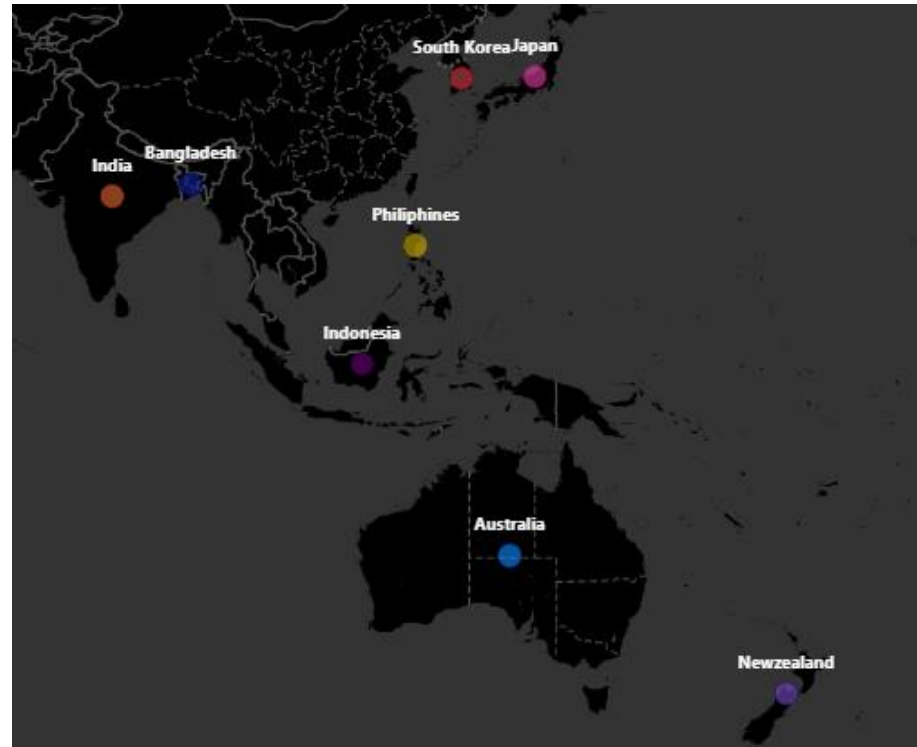 South Korea
Japan
Bangladesh
India
Philiphines
Indonesia
Australia
Newzealand